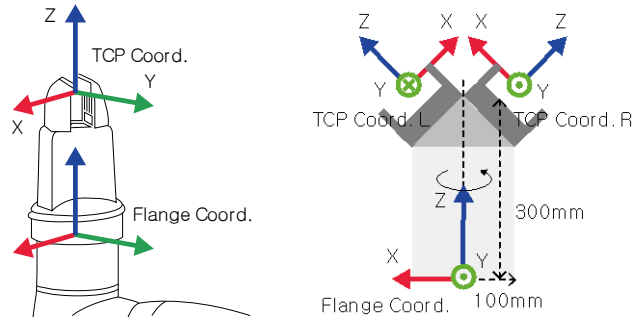 Z
TCP Coord.
Y
X
Flange Coord.
Z X X Z
Y Y
TCP Coord. L TCP Coord. R
Z
300mm
X Y
100mm
Flange Coord.